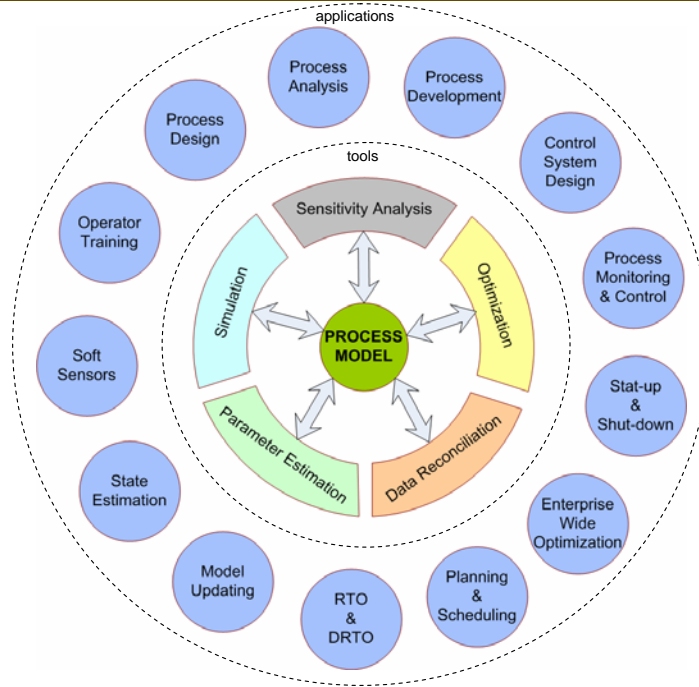 applications
Process
Analysis
Process
Development
Control
System
Design
Process
Monitoring
& Control
Stat-up
&
Shut-down
Enterprise
Wide
Optimization
Planning
&
Scheduling
RTO
&
DRTO
Model
Updating
State
Estimation
Soft
Sensors
Operator
Training
Process
Design
tools
Sensitivity Analysis
Optimization
Data Reconciliation
Parameter Estimation
Simulation
PROCESS
MODEL